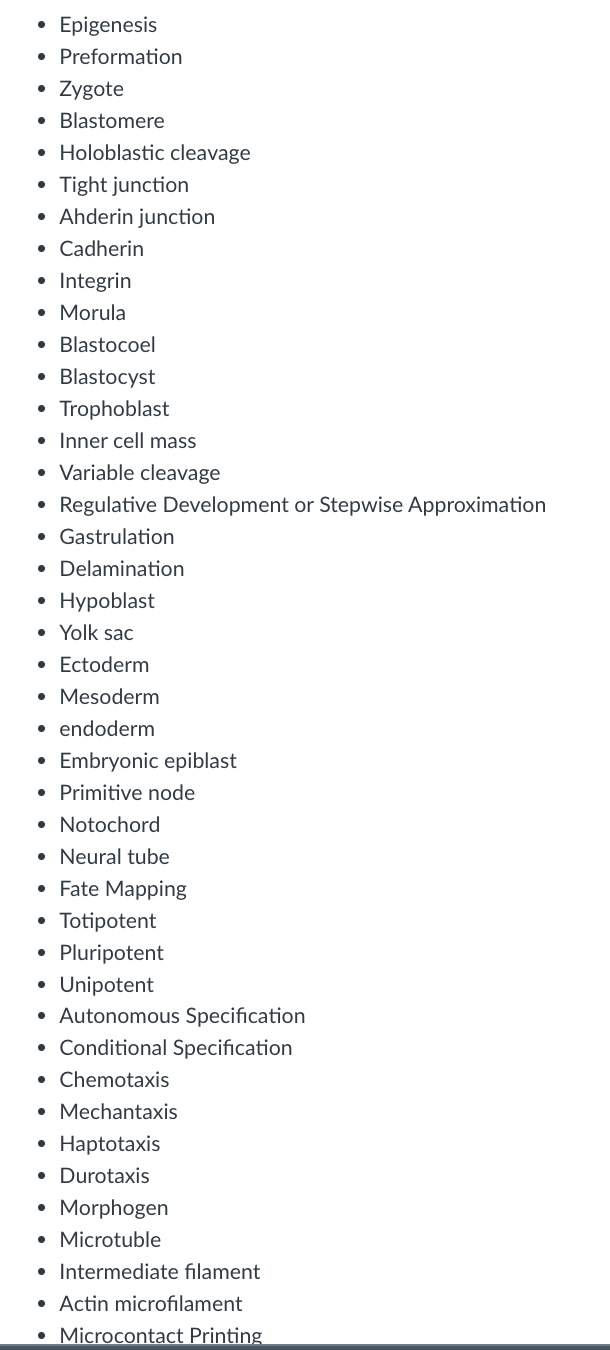 • Epigenesis
• Preformation
• Zygote
• Blastomere
• Holoblastic cleavage
• Tight junction
• Ahderin junction
• Cadherin
• Integrin
• Morula
• Blastocoel
• Blastocyst
• Trophoblast
• Inner cell mass
• Variable cleavage
• Regulative Development or Stepwise Approximation
• Gastrulation
• Delamination
• Hypoblast
• Yolk sac
• Ectoderm
• Mesoderm
• endoderm
• Embryonic epiblast
• Primitive node
• Notochord
• Neural tube
• Fate Mapping
• Totipotent
• Pluripotent
• Unipotent
• Autonomous Specification
• Conditional Specification
• Chemotaxis
• Mechantaxis
• Haptotaxis
• Durotaxis
• Morphogen
• Microtuble
• Intermediate filament
• Actin microfilament
• Microcontact Printing